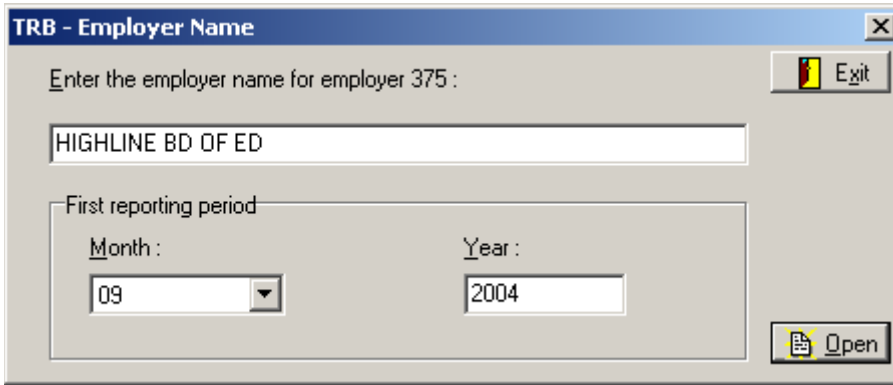 TRB - Employer Name
Enter the employer name for employer 375 :
Exit
HIGHLINE BD OF ED
First reporting period
Month :
Year :
09
2004
Open